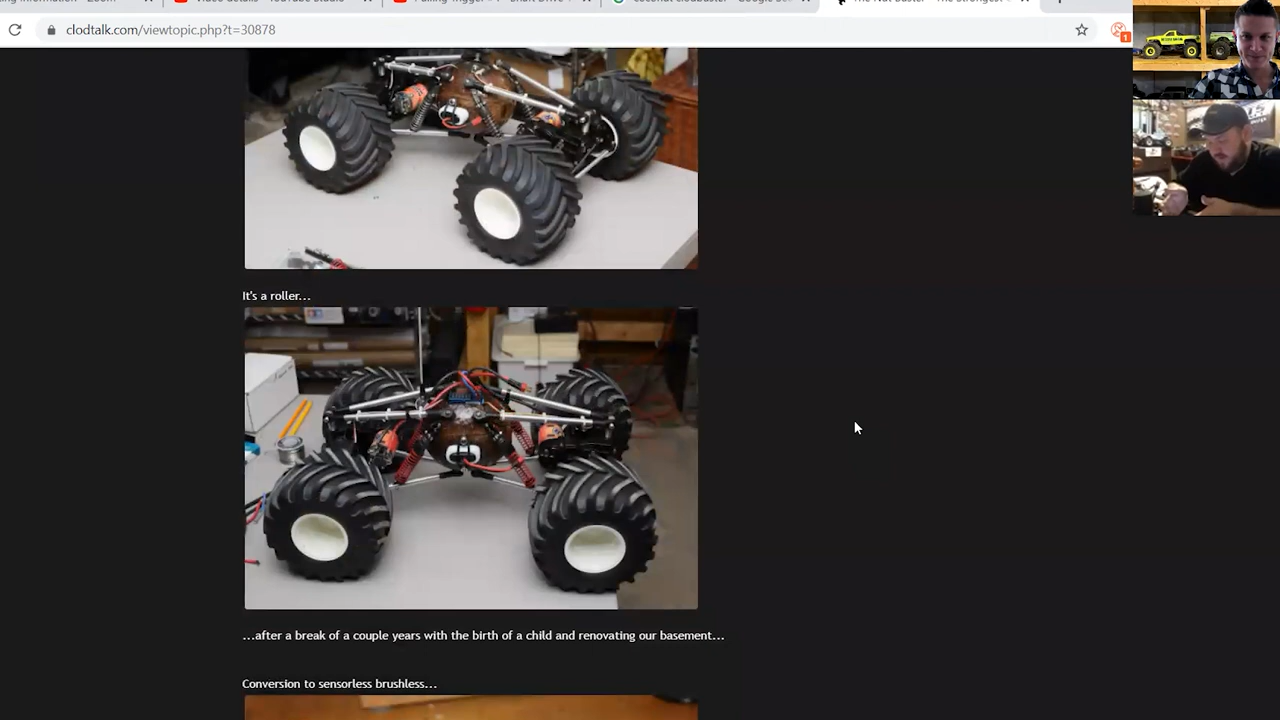 clodtalk.com/viewtopic.php?t=30878
1
It's a roller...
...after a break of a couple years with the birth of a child and renovating our basement...
Conversion to sensorless brushless...